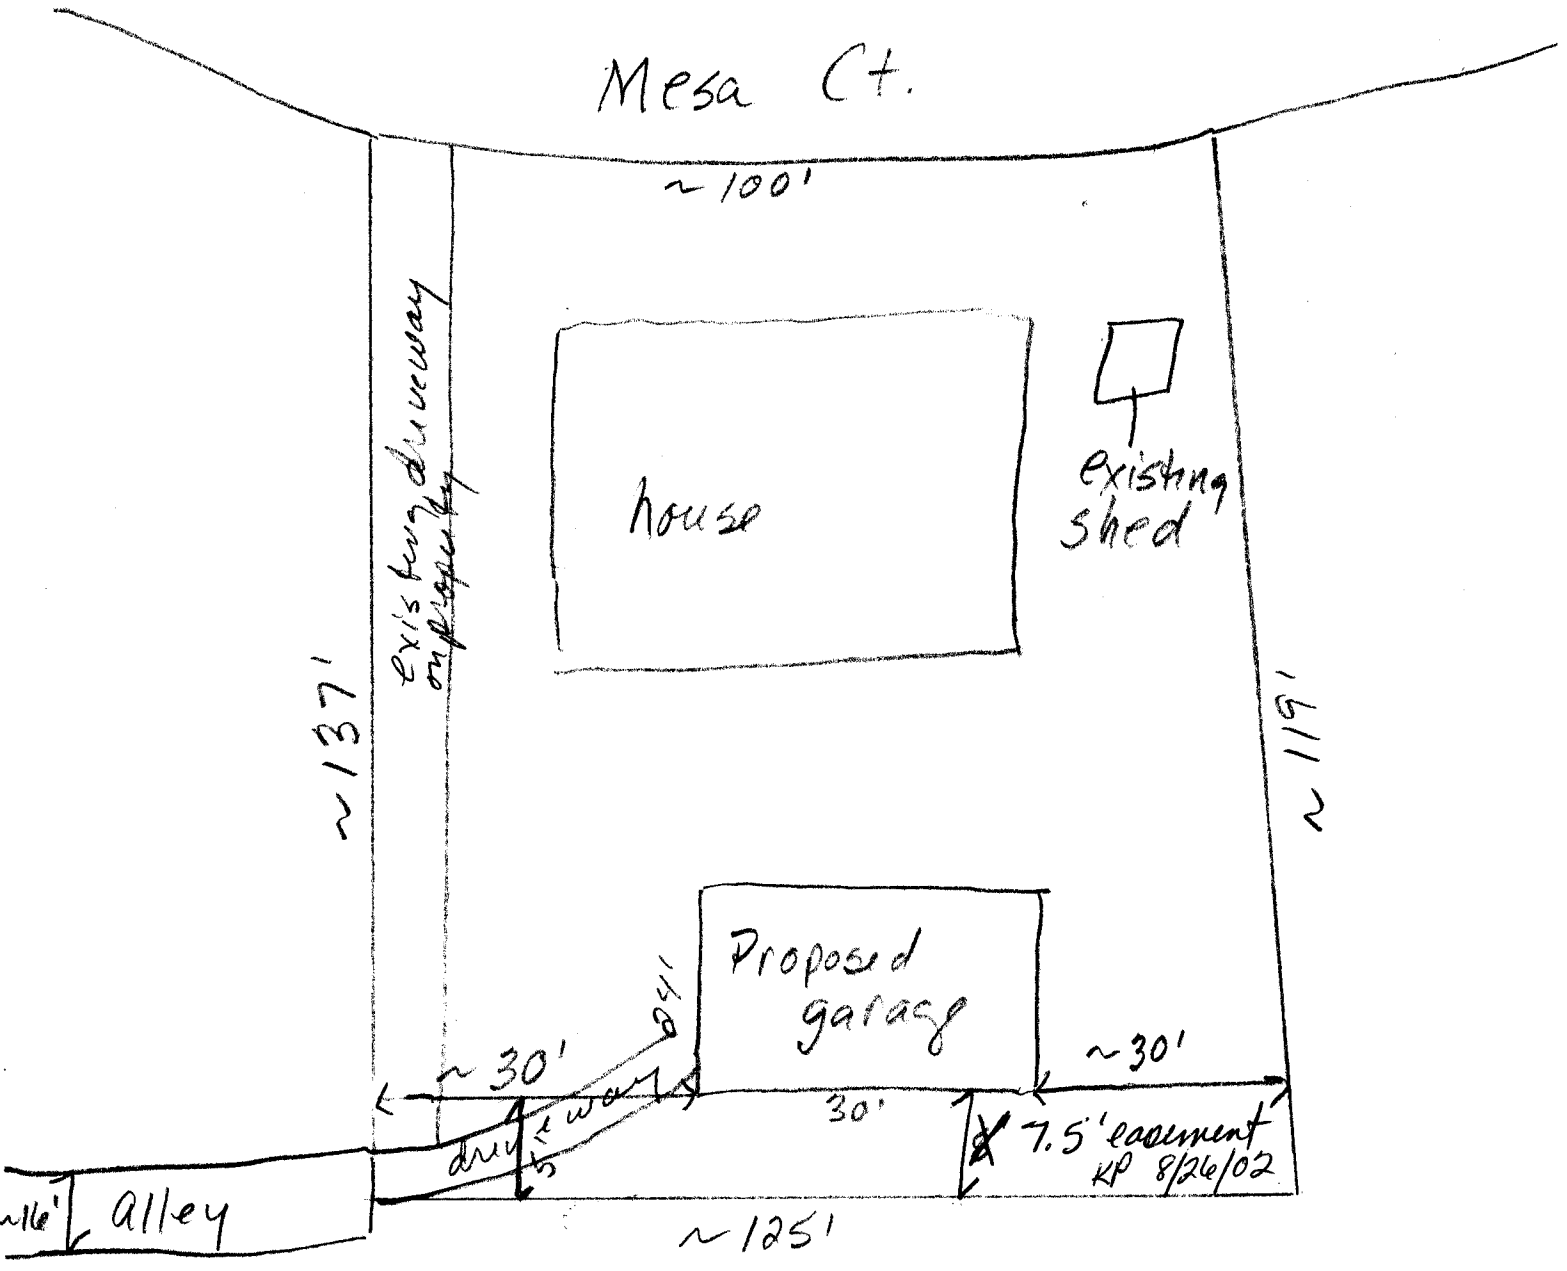 Mesa Ct.
~ 100'
existing driveway
on property
house
existing
shed
~ 137'
~ 119'
Proposed
garage
24'
~ 30'
~ 30'
30'
driveway
7.5' easement
KP 8/26/02
~16'
Alley
~125'